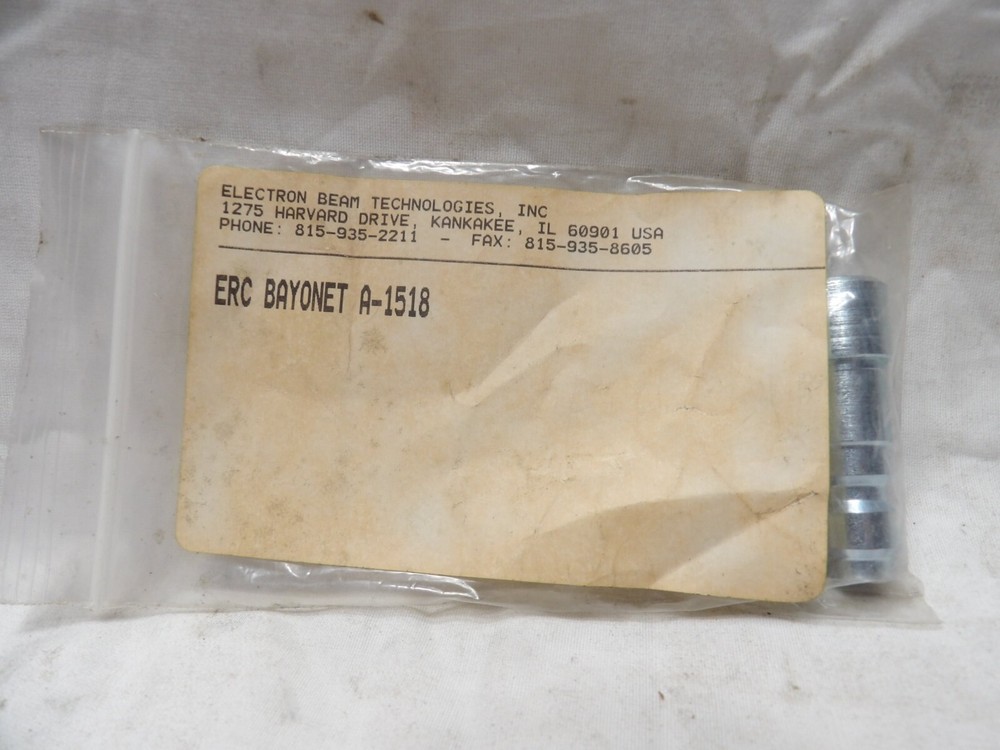 ELECTRON BEAM TECHNOLOGIES, INC
1275 HARVARD DRIVE, KANKAKEE, IL 60901 USA
PHONE: 815-935-2211 - FAX: 815-935-8605
ERC BAYONET A-1518